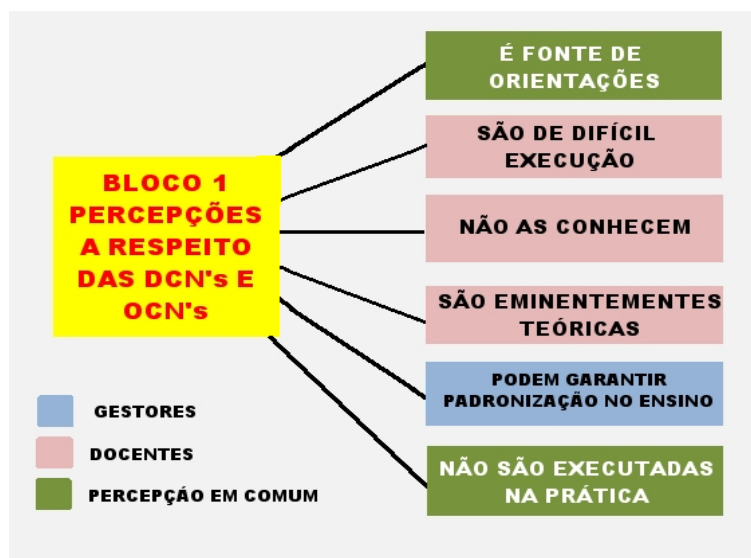 BLOCO 1
PERCEPÇÕES
A RESPEITO
DAS DCN's E
OCN's
É FONTE DE
ORIENTAÇÕES
SÃO DE DIFÍCIL
EXECUÇÃO
NÃO AS CONHECEM
SÃO EMINENTEMENTES
TEÓRICAS
PODEM GARANTIR
PADRONIZAÇÃO NO ENSINO
NÃO SÃO EXECUTADAS
NA PRÁTICA
GESTORES
DOCENTES
PERCEPÇÁO EM COMUM